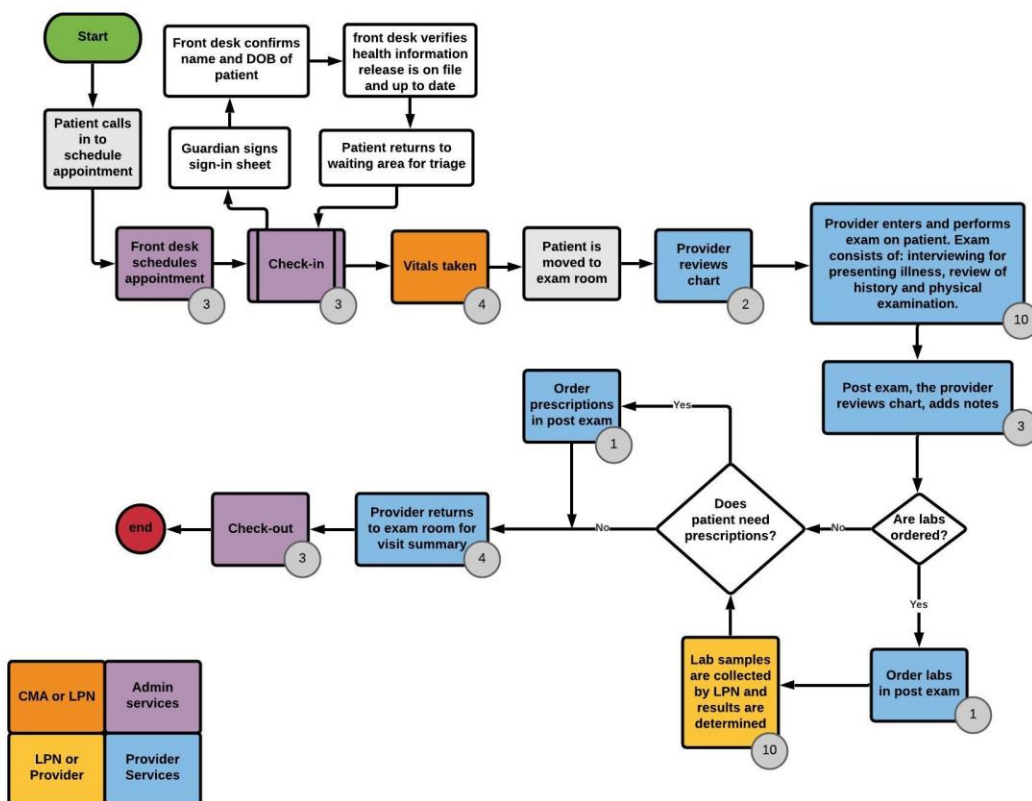 Start
Patient calls
in to
schedule
appointment
Front desk confirms
name and DOB of
patient
front desk verifies
health information
release is on file
and up to date
Guardian signs
sign-in sheet
Patient returns to
waiting area for triage
Front desk
schedules
appointment
3
Check-in
3
Vitals taken
4
Patient is
moved to
exam room
Provider
reviews
chart
2
Provider enters and performs
exam on patient. Exam
consists of: interviewing for
presenting illness, review of
history and physical
examination.
10
Post exam, the provider
reviews chart, adds notes
3
Are labs
ordered?
No
Yes
Order labs
in post exam
1
Lab samples
are collected
by LPN and
results are
determined
10
Does
patient need
prescriptions?
Yes
No
Order
prescriptions
in post exam
1
Provider returns
to exam room for
visit summary
4
Check-out
3
end
CMA or LPN
Admin
services
LPN or
Provider
Provider
Services